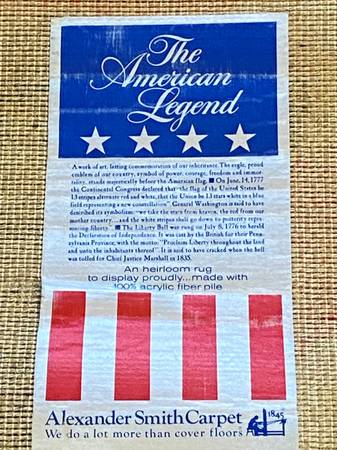 The
American
Legend
A work of art, lasting commemoration of our inheritance. The eagle, proud
emblem of our country, symbol of power, courage, freedom and immor-
tality, stands majestically before the American flag. ■ On June, 14, 1777
the Continental Congress declared that "the flag of the United States be
13 stripes alternate red and white, that the Union be 13 stars white in a blue
field representing a new constellation". General Washington is said to have
described its symbolism: "we take the stars from heaven, the red from our
mother country...and the white stripes shall go down to posterity repre-
senting liberty." ■ The Liberty Bell was rung on July 8, 1776 to herald
the Declaration of Independence. It was cast by the British for their Penn-
sylvania Province, with the motto: "Proclaim Liberty throughout the land
and unto the inhabitants thereof". It is said to have cracked when the bell
was tolled for Chief Justice Marshall in 1835.
An heirloom rug
to display proudly...made with
100% acrylic fiber pile
Alexander Smith Carpet
1845
We do a lot more than cover floors